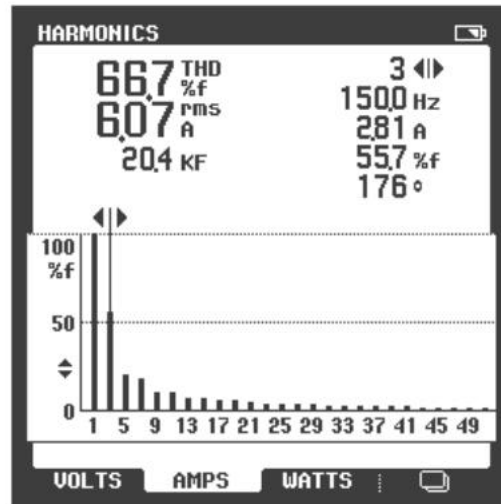 HARMONICS
66.7 THD %f
6.07 rms A
20.4 KF
3
150.0 Hz
2.81 A
55.7 %f
176 °
100
%f
50
0
1 5 9 13 17 21 25 29 33 37 41 45 49
VOLTS AMPS WATTS